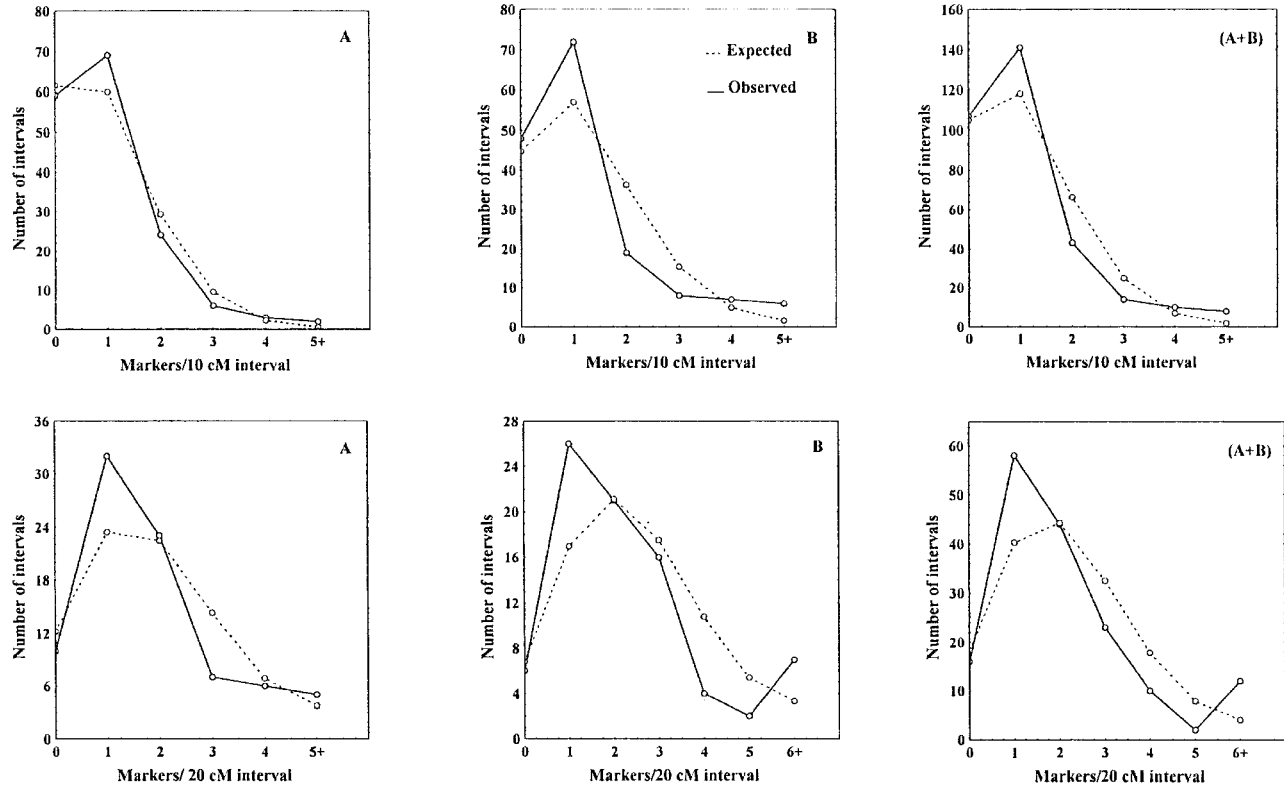 A
Number of intervals
80
70
60
50
40
30
20
10
0
0 1 2 3 4 5+
Markers/10 cM interval
B
Expected
Observed
Number of intervals
80
70
60
50
40
30
20
10
0
0 1 2 3 4 5+
Markers/10 cM interval
(A+B)
Number of intervals
160
140
120
100
80
60
40
20
0
0 1 2 3 4 5+
Markers/10 cM interval
A
Number of intervals
36
30
24
18
12
6
0
0 1 2 3 4 5+
Markers/ 20 cM interval
B
Number of intervals
28
24
20
16
12
8
4
0
0 1 2 3 4 5 6+
Markers/20 cM interval
(A+B)
Number of intervals
60
50
40
30
20
10
0
0 1 2 3 4 5 6+
Markers/20 cM interval